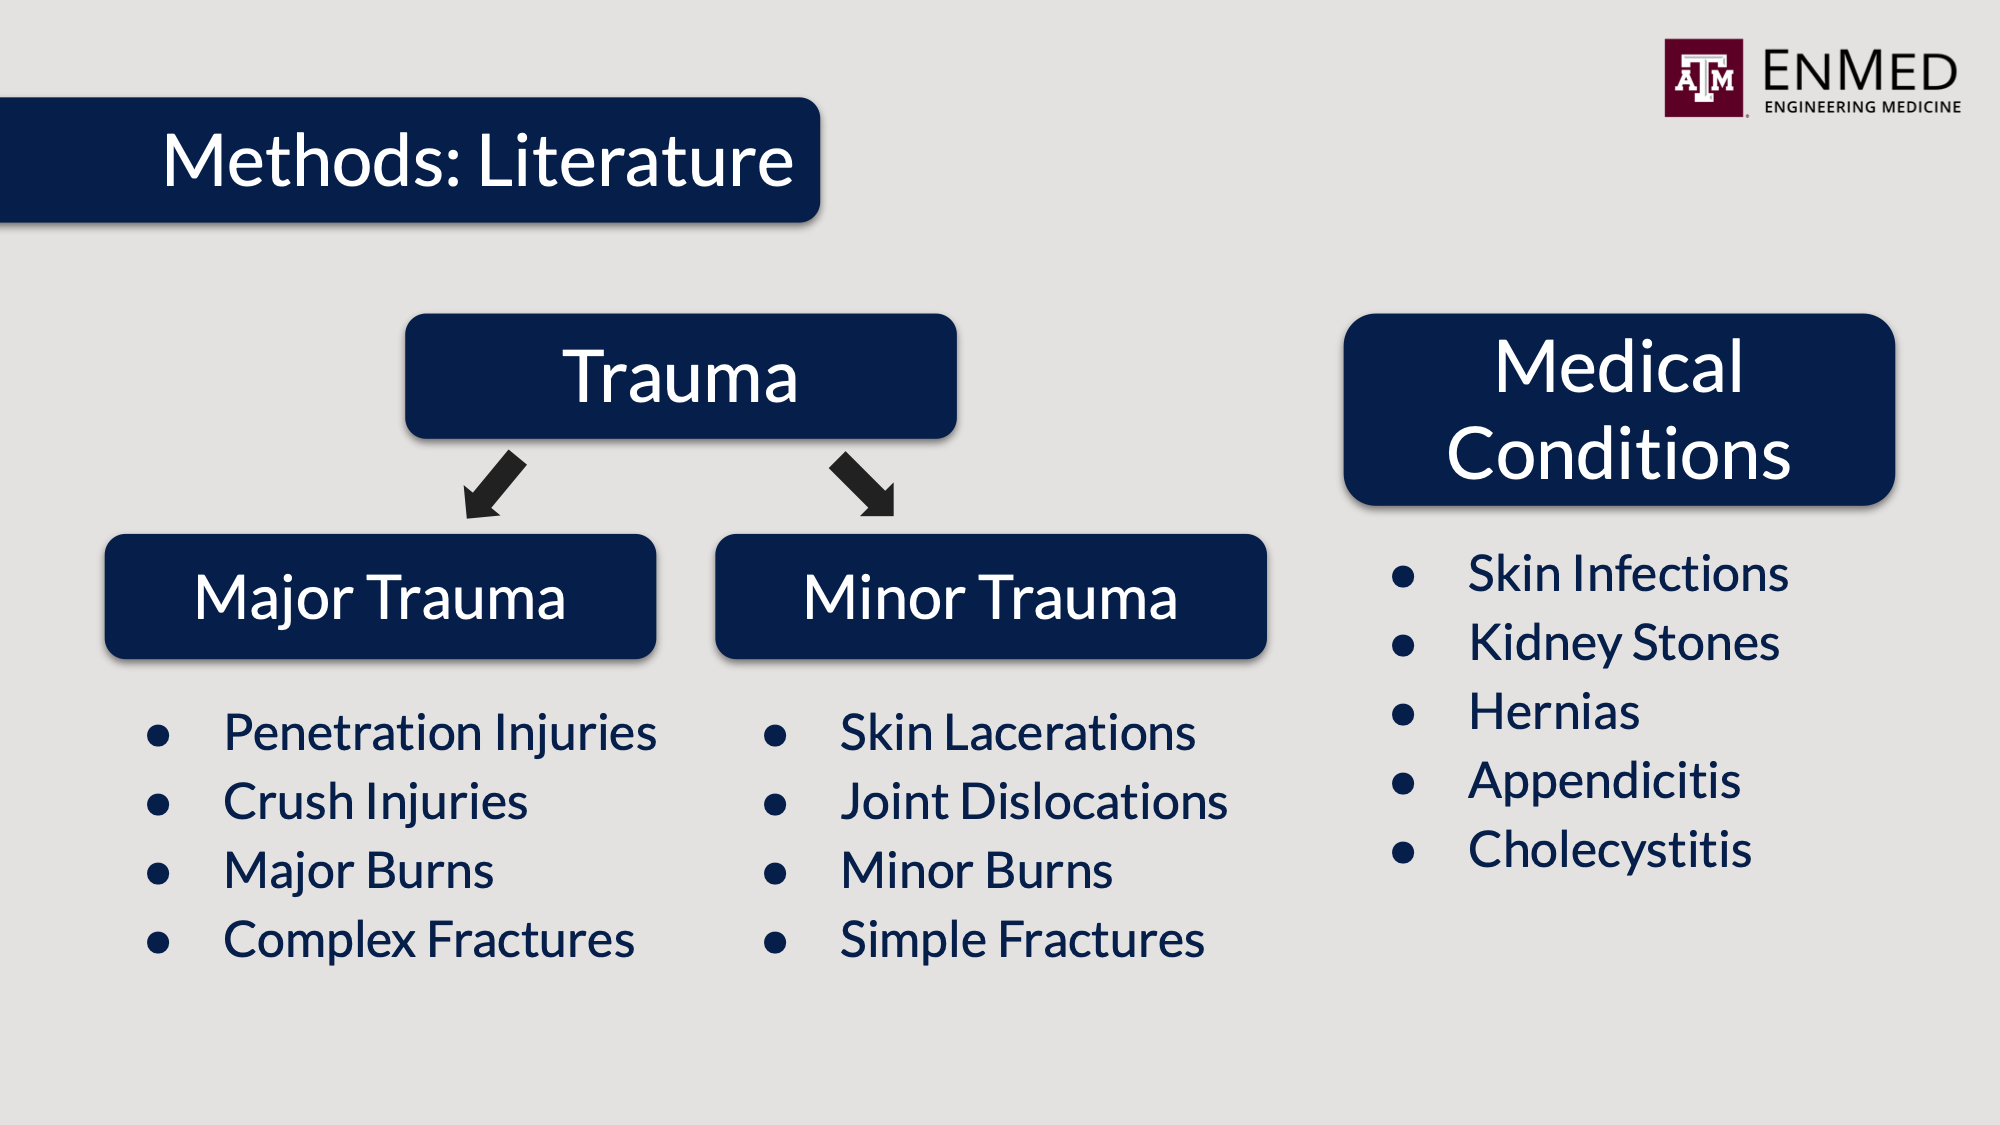 ATM ENMED
ENGINEERING MEDICINE
Methods: Literature
Trauma
Major Trauma
● Penetration Injuries
● Crush Injuries
● Major Burns
● Complex Fractures
Minor Trauma
● Skin Lacerations
● Joint Dislocations
● Minor Burns
● Simple Fractures
Medical
Conditions
● Skin Infections
● Kidney Stones
● Hernias
● Appendicitis
● Cholecystitis